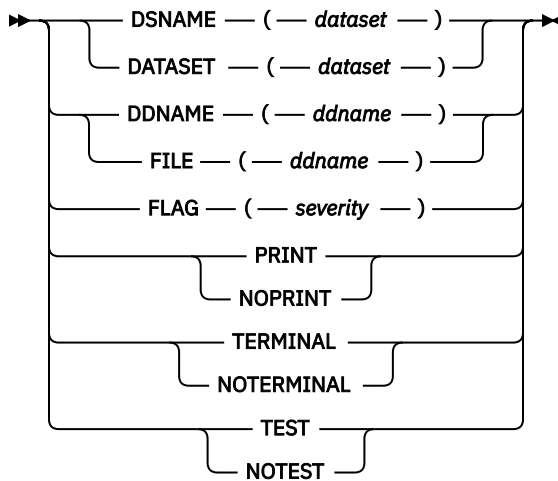 DSNAME ( dataset )
DATASET ( dataset )
DDNAME ( ddname )
FILE ( ddname )
FLAG ( severity )
PRINT
NOPRINT
TERMINAL
NOTERMINAL
TEST
NOTEST